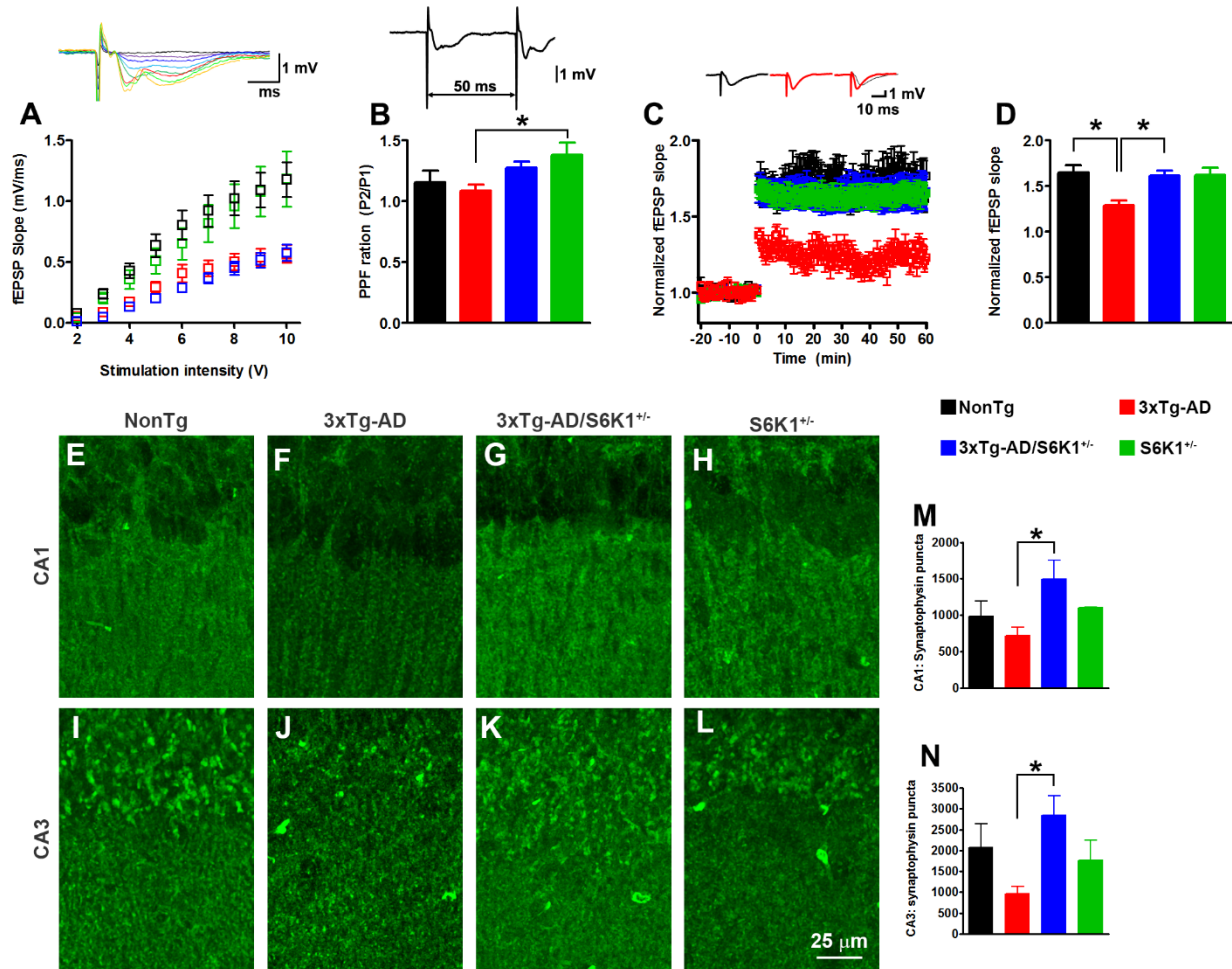 1 mV
ms
50 ms
1 mV
1 mV
10 ms
A
fEPSP Slope (mV/ms)
1.5
1.0
0.5
0.0
2 4 6 8 10
Stimulation intensity (V)
B
*
PPF ration (P2/P1)
1.5
1.0
0.5
0.0
C
Normalized fEPSP slope
2.0
1.5
1.0
-20 -10 0 10 20 30 40 50 60
Time (min)
D
* *
Normalized fEPSP slope
2.0
1.5
1.0
0.5
0.0
NonTg
3xTg-AD
3xTg-AD/S6K1+/-
S6K1+/-
NonTg 3xTg-AD 3xTg-AD/S6K1+/- S6K1+/-
CA1
E F G H
CA3
I J K L
25 μm
M
*
CA1: Synaptophysin puncta
2000
1500
1000
500
0
N
*
CA3: synaptophysin puncta
3500
3000
2500
2000
1500
1000
500
0